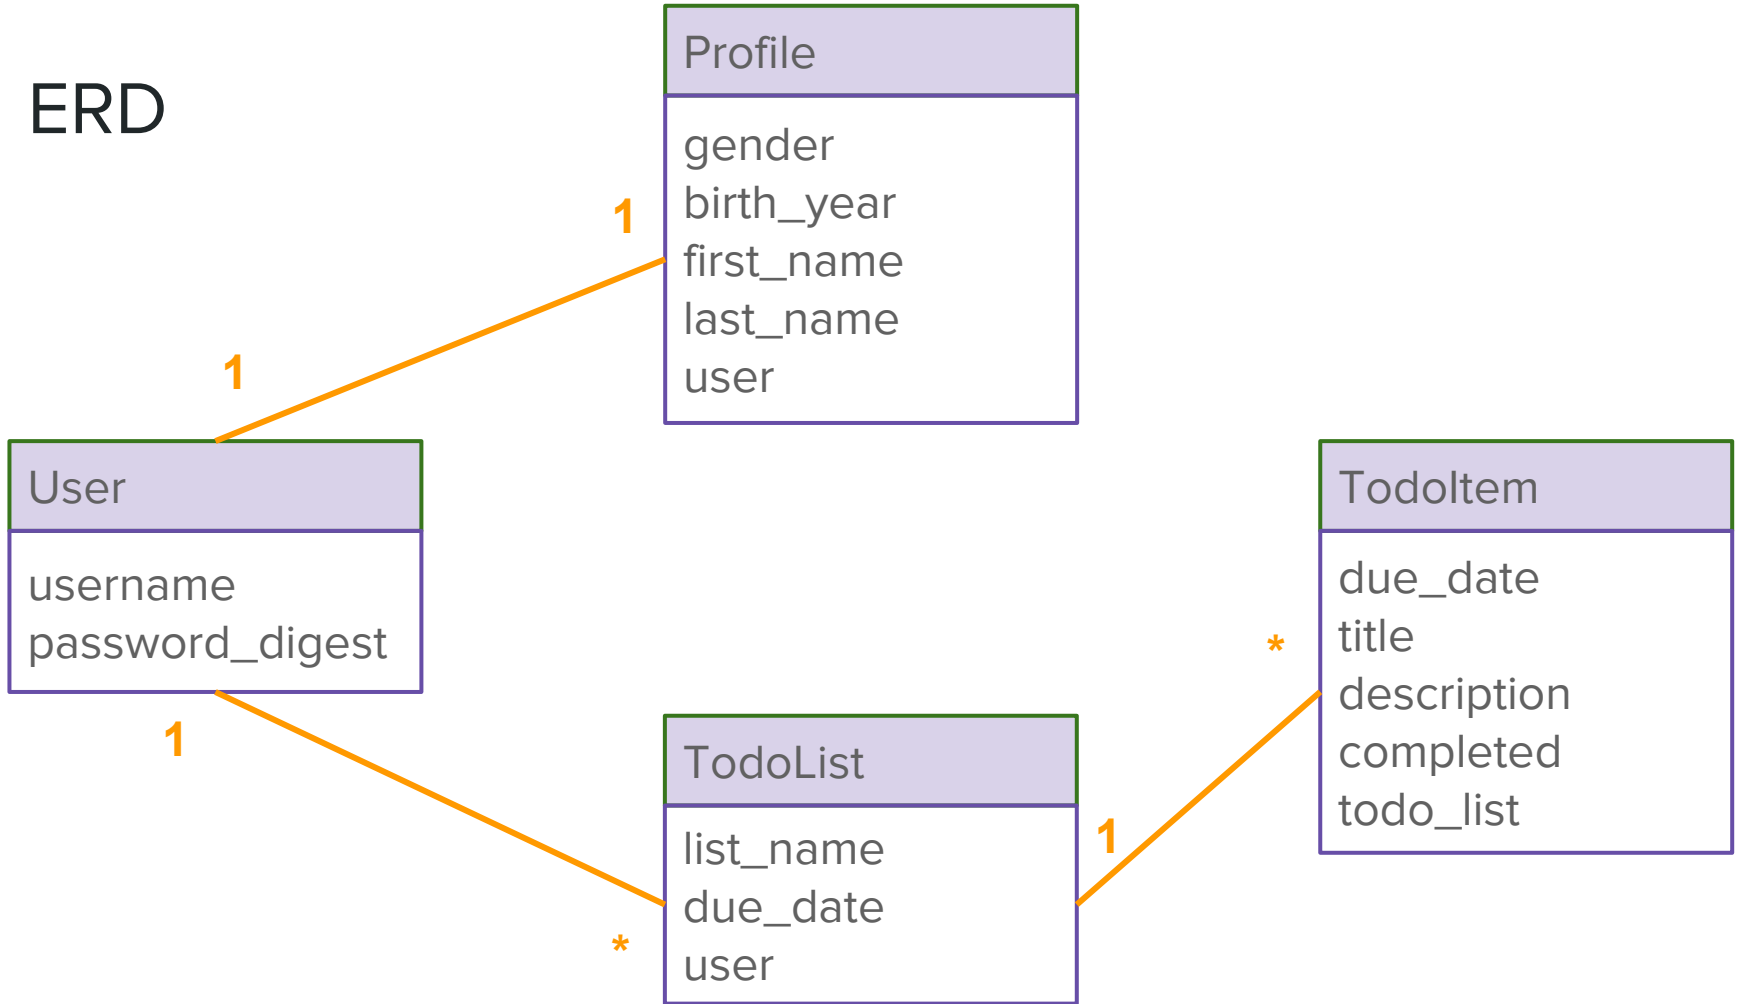 ERD
Profile
gender
birth_year
first_name
last_name
user
1
1
User
username
password_digest
1
*
TodoList
list_name
due_date
user
1
*
TodoItem
due_date
title
description
completed
todo_list